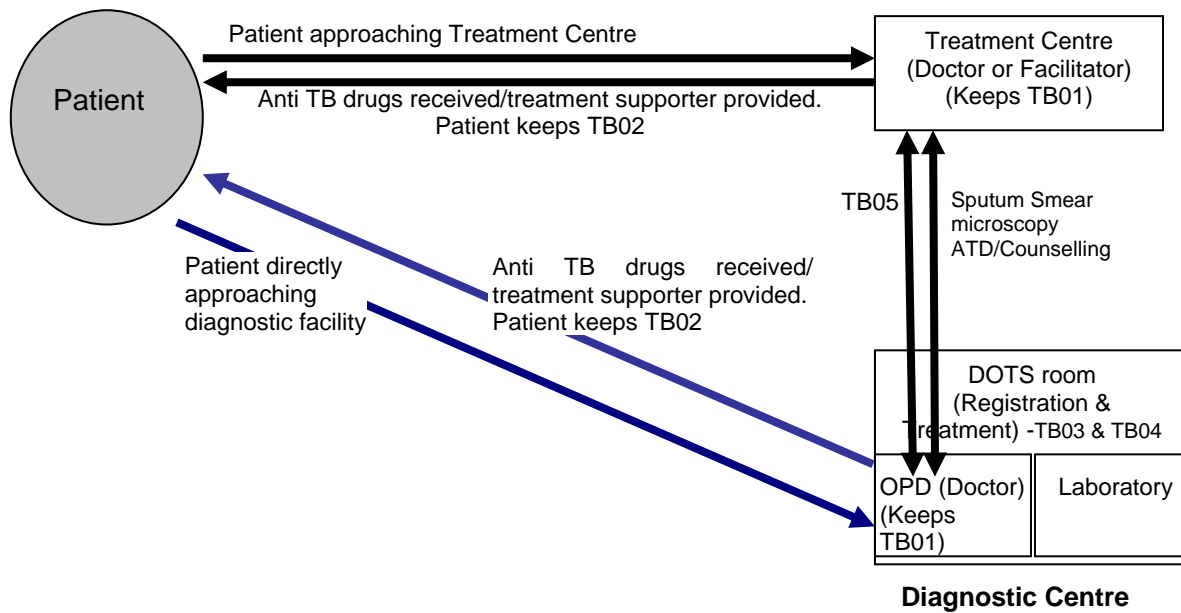 Patient approaching Treatment Centre
Patient
Anti TB drugs received/treatment supporter provided.
Patient keeps TB02
Treatment Centre
(Doctor or Facilitator)
(Keeps TB01)
TB05
Sputum Smear
microscopy
ATD/Counselling
Patient directly
approaching
diagnostic facility
Anti TB drugs received/
treatment supporter provided.
Patient keeps TB02
DOTS room
(Registration &
Treatment) -TB03 & TB04
OPD (Doctor)
(Keeps
TB01)
Laboratory
Diagnostic Centre